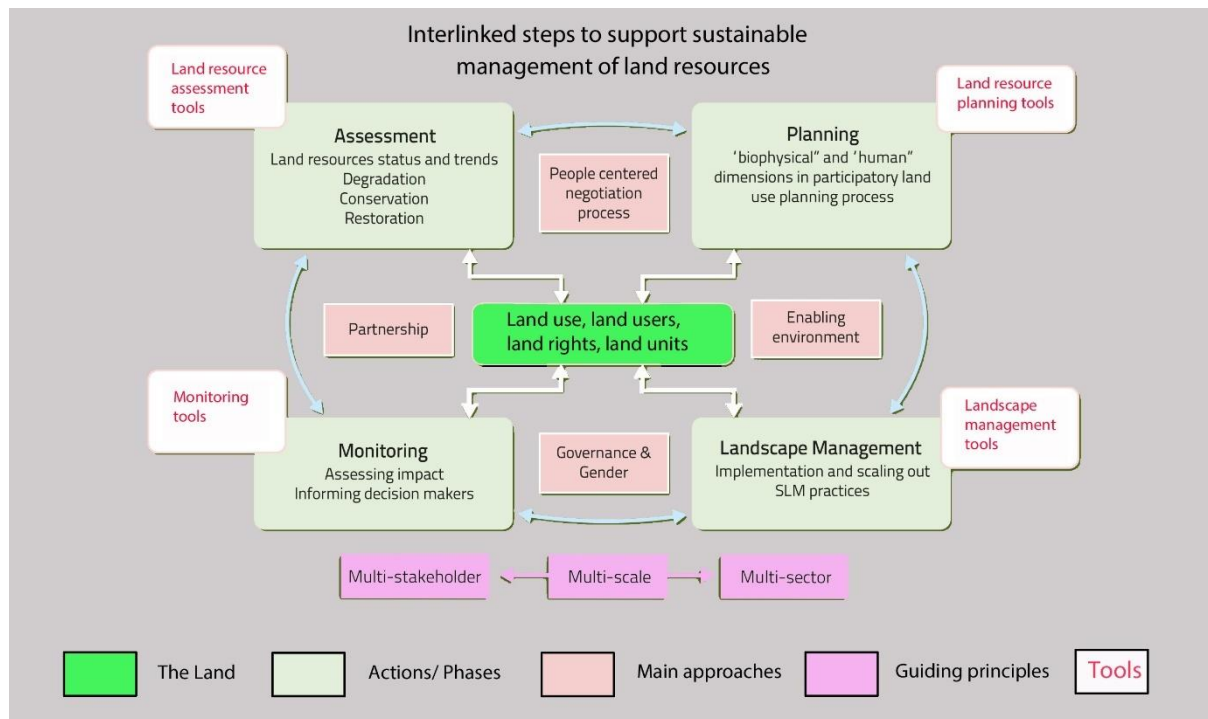 Interlinked steps to support sustainable
management of land resources
Land resource
assessment
tools
Land resource
planning tools
Assessment
Land resources status and trends
Degradation
Conservation
Restoration
People centered
negotiation
process
Planning
‘biophysical” and ‘human”
dimensions in participatory land
use planning process
Partnership
Land use, land users,
land rights, land units
Enabling
environment
Monitoring
tools
Landscape
management
tools
Monitoring
Assessing impact
Informing decision makers
Governance &
Gender
Landscape Management
Implementation and scaling out
SLM practices
Multi-stakeholder
Multi-scale
Multi-sector
The Land
Actions/ Phases
Main approaches
Guiding principles
Tools